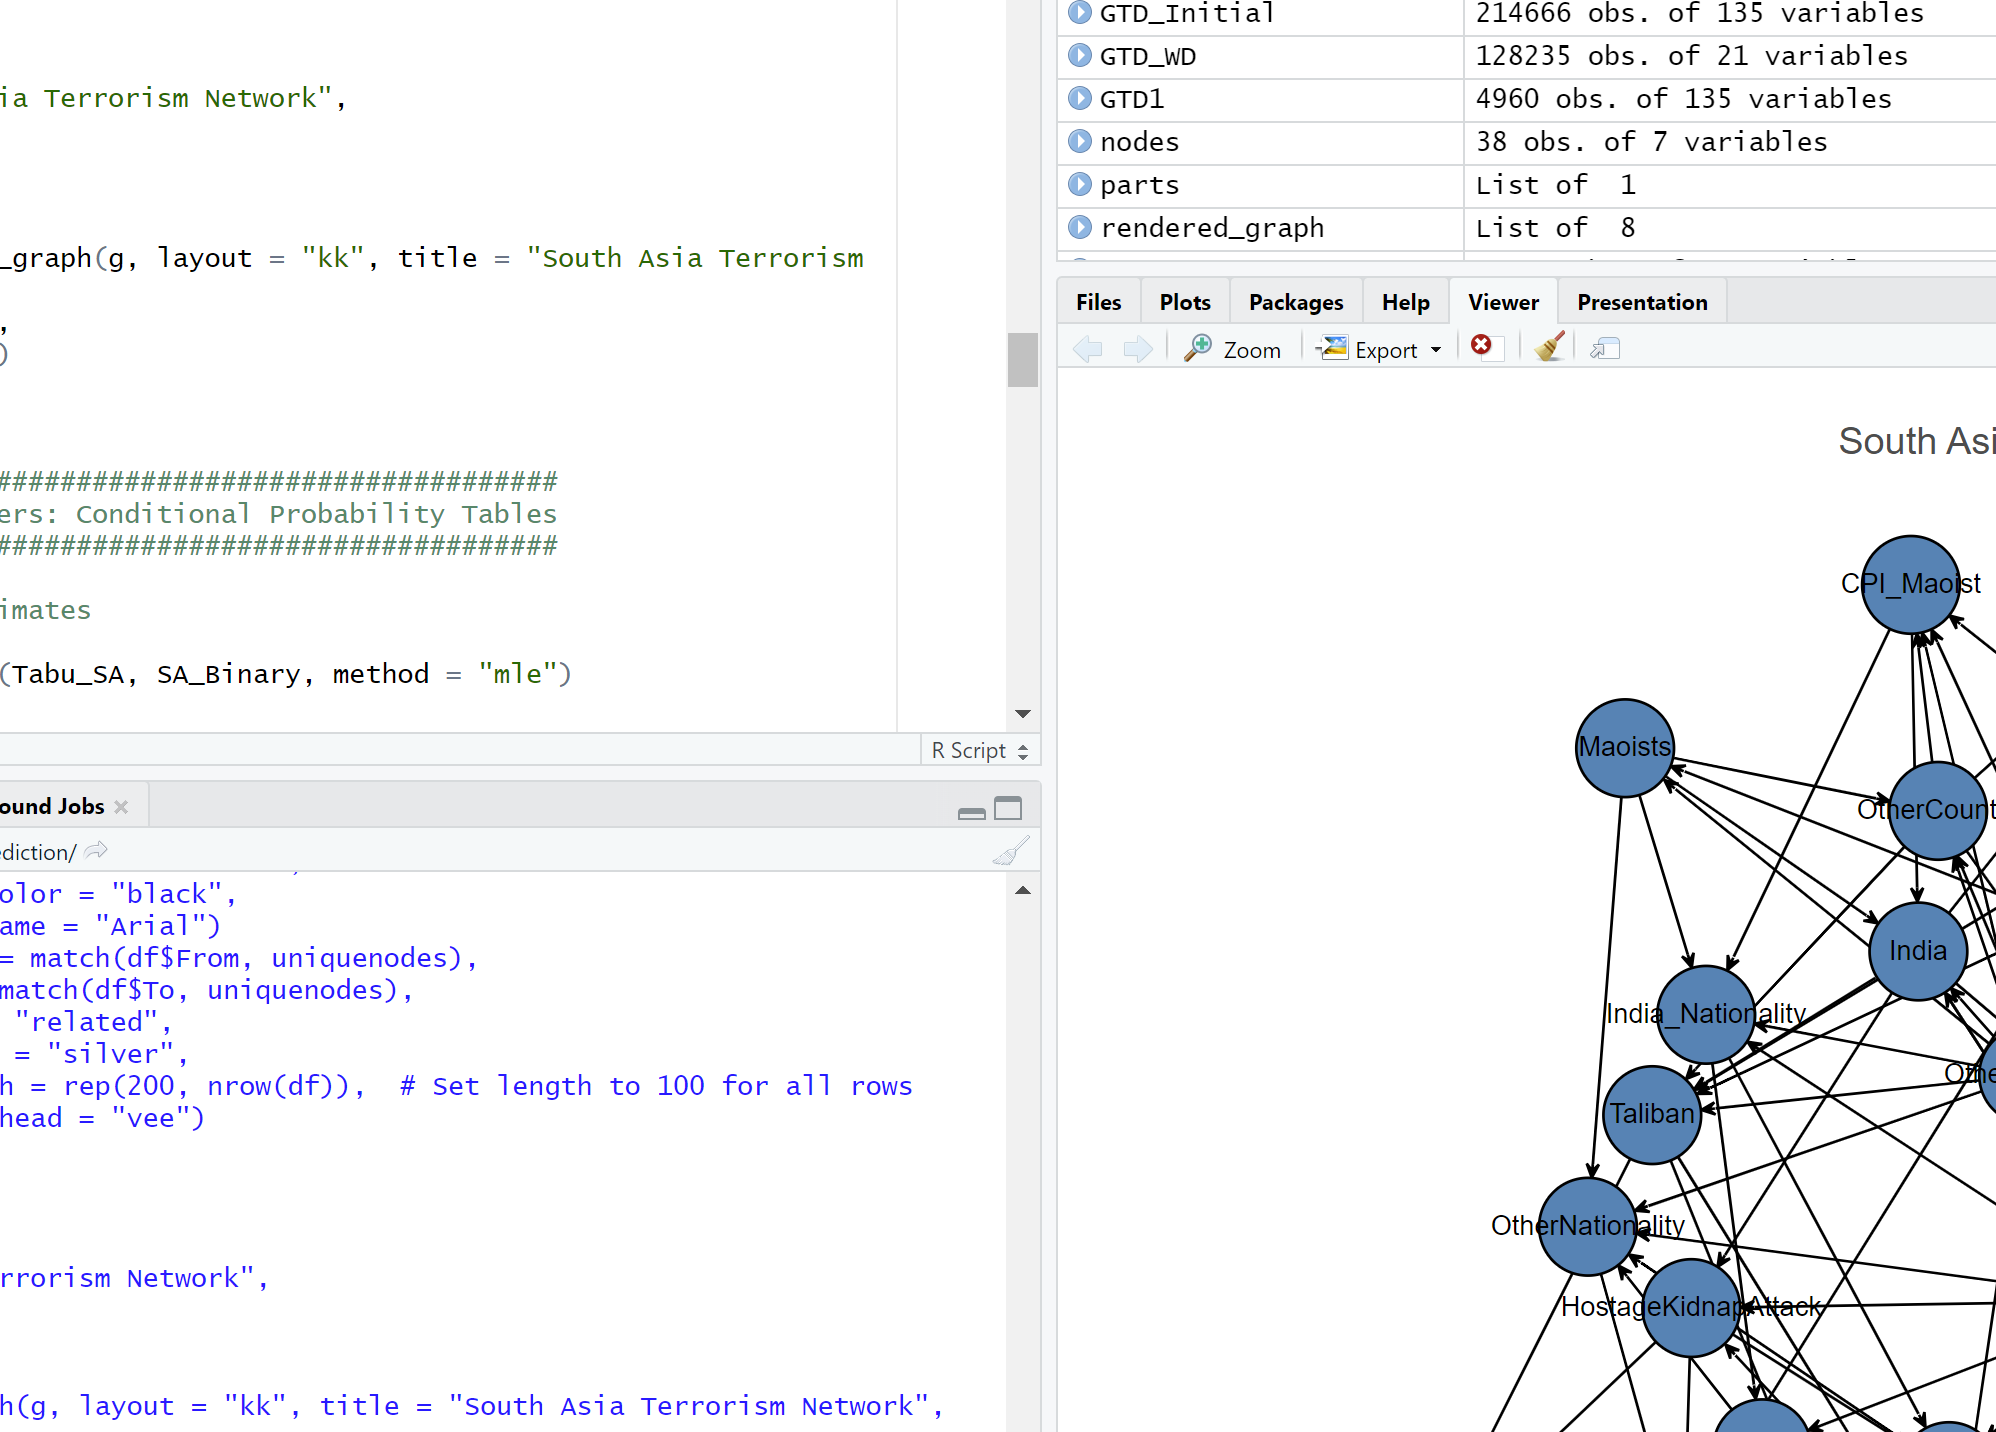 ia Terrorism Network",
_graph(g, layout = "kk", title = "South Asia Terrorism
,
)
###################################
ers: Conditional Probability Tables
###################################
imates
(Tabu_SA, SA_Binary, method = "mle")
R Script
ound Jobs
ediction/
olor = "black",
ame = "Arial")
= match(df$From, uniquenodes),
match(df$To, uniquenodes),
"related",
= "silver",
h = rep(200, nrow(df)),  # Set length to 100 for all rows
head = "vee")
rrorism Network",
h(g, layout = "kk", title = "South Asia Terrorism Network",
GTD_Initial 214666 obs. of 135 variables
GTD_WD 128235 obs. of 21 variables
GTD1 4960 obs. of 135 variables
nodes 38 obs. of 7 variables
parts List of  1
rendered_graph List of  8
Files Plots Packages Help Viewer Presentation
Zoom Export
South Asi
CPI_Maoist
Maoists
OtherCount
India
India_Nationality
Othe
Taliban
OtherNationality
HostageKidnapAttack